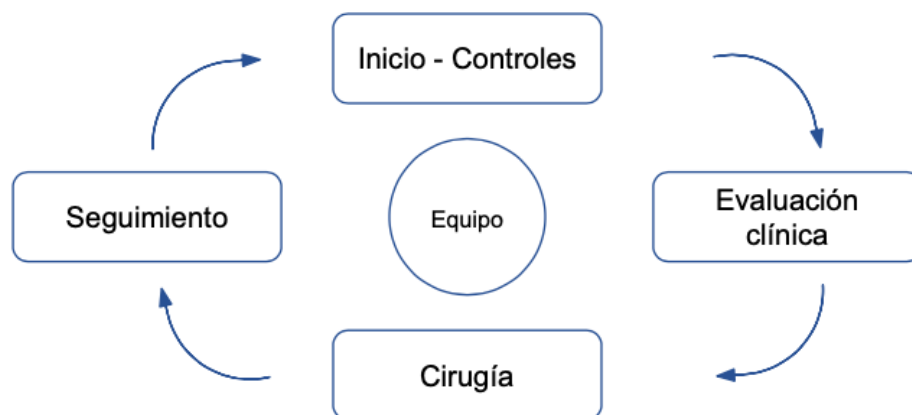 Inicio - Controles
Seguimiento
Equipo
Evaluación
clínica
Cirugía